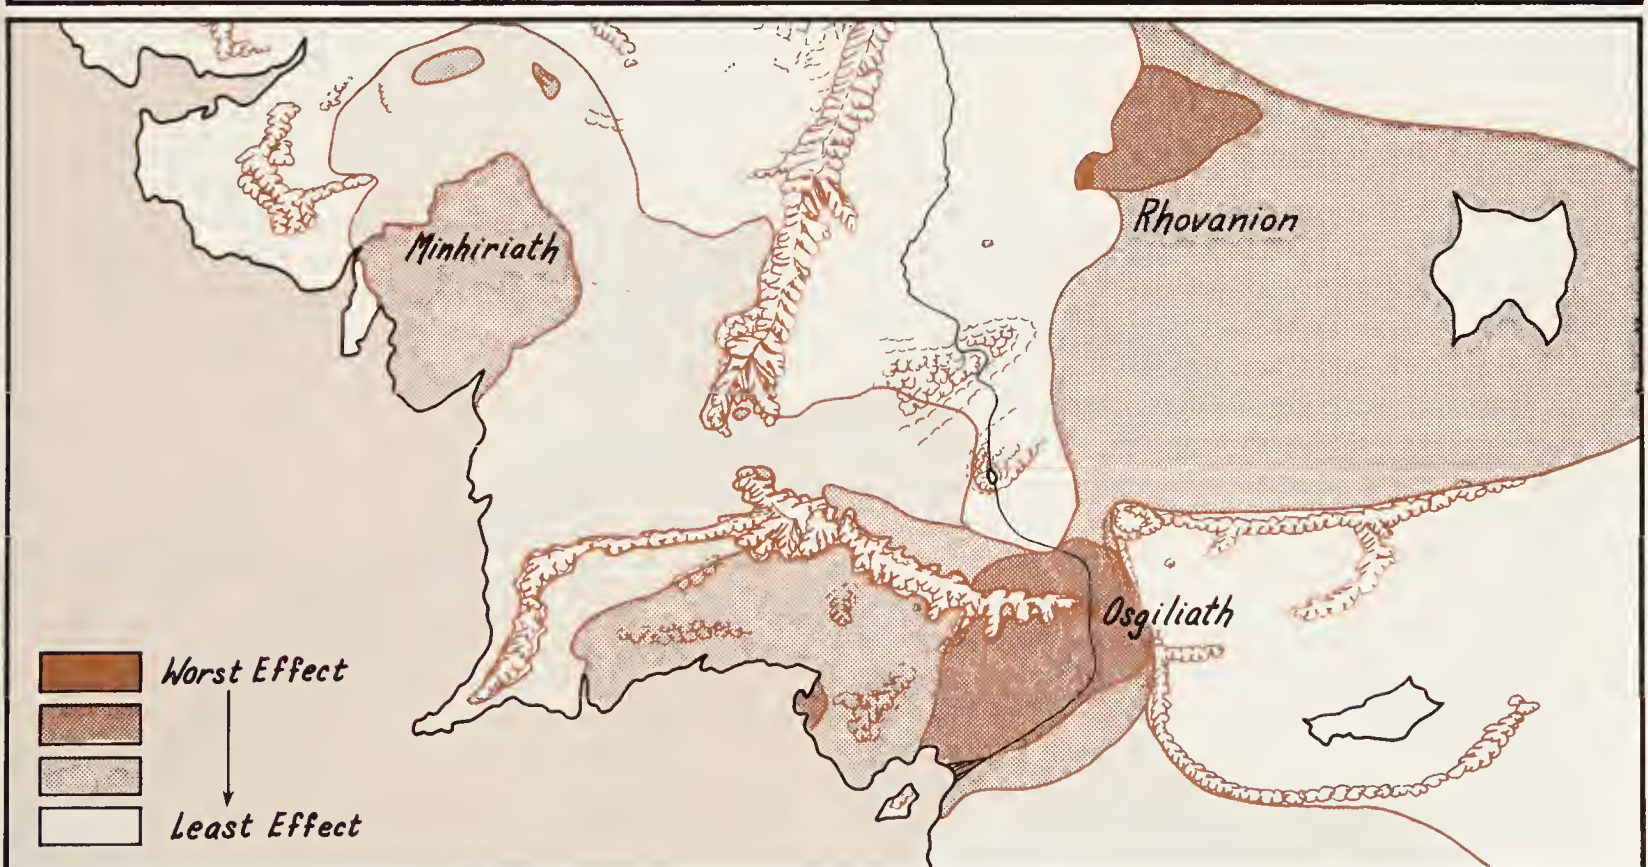 Rhovanion
Minhiriath
Osgiliath
Worst Effect
Least Effect